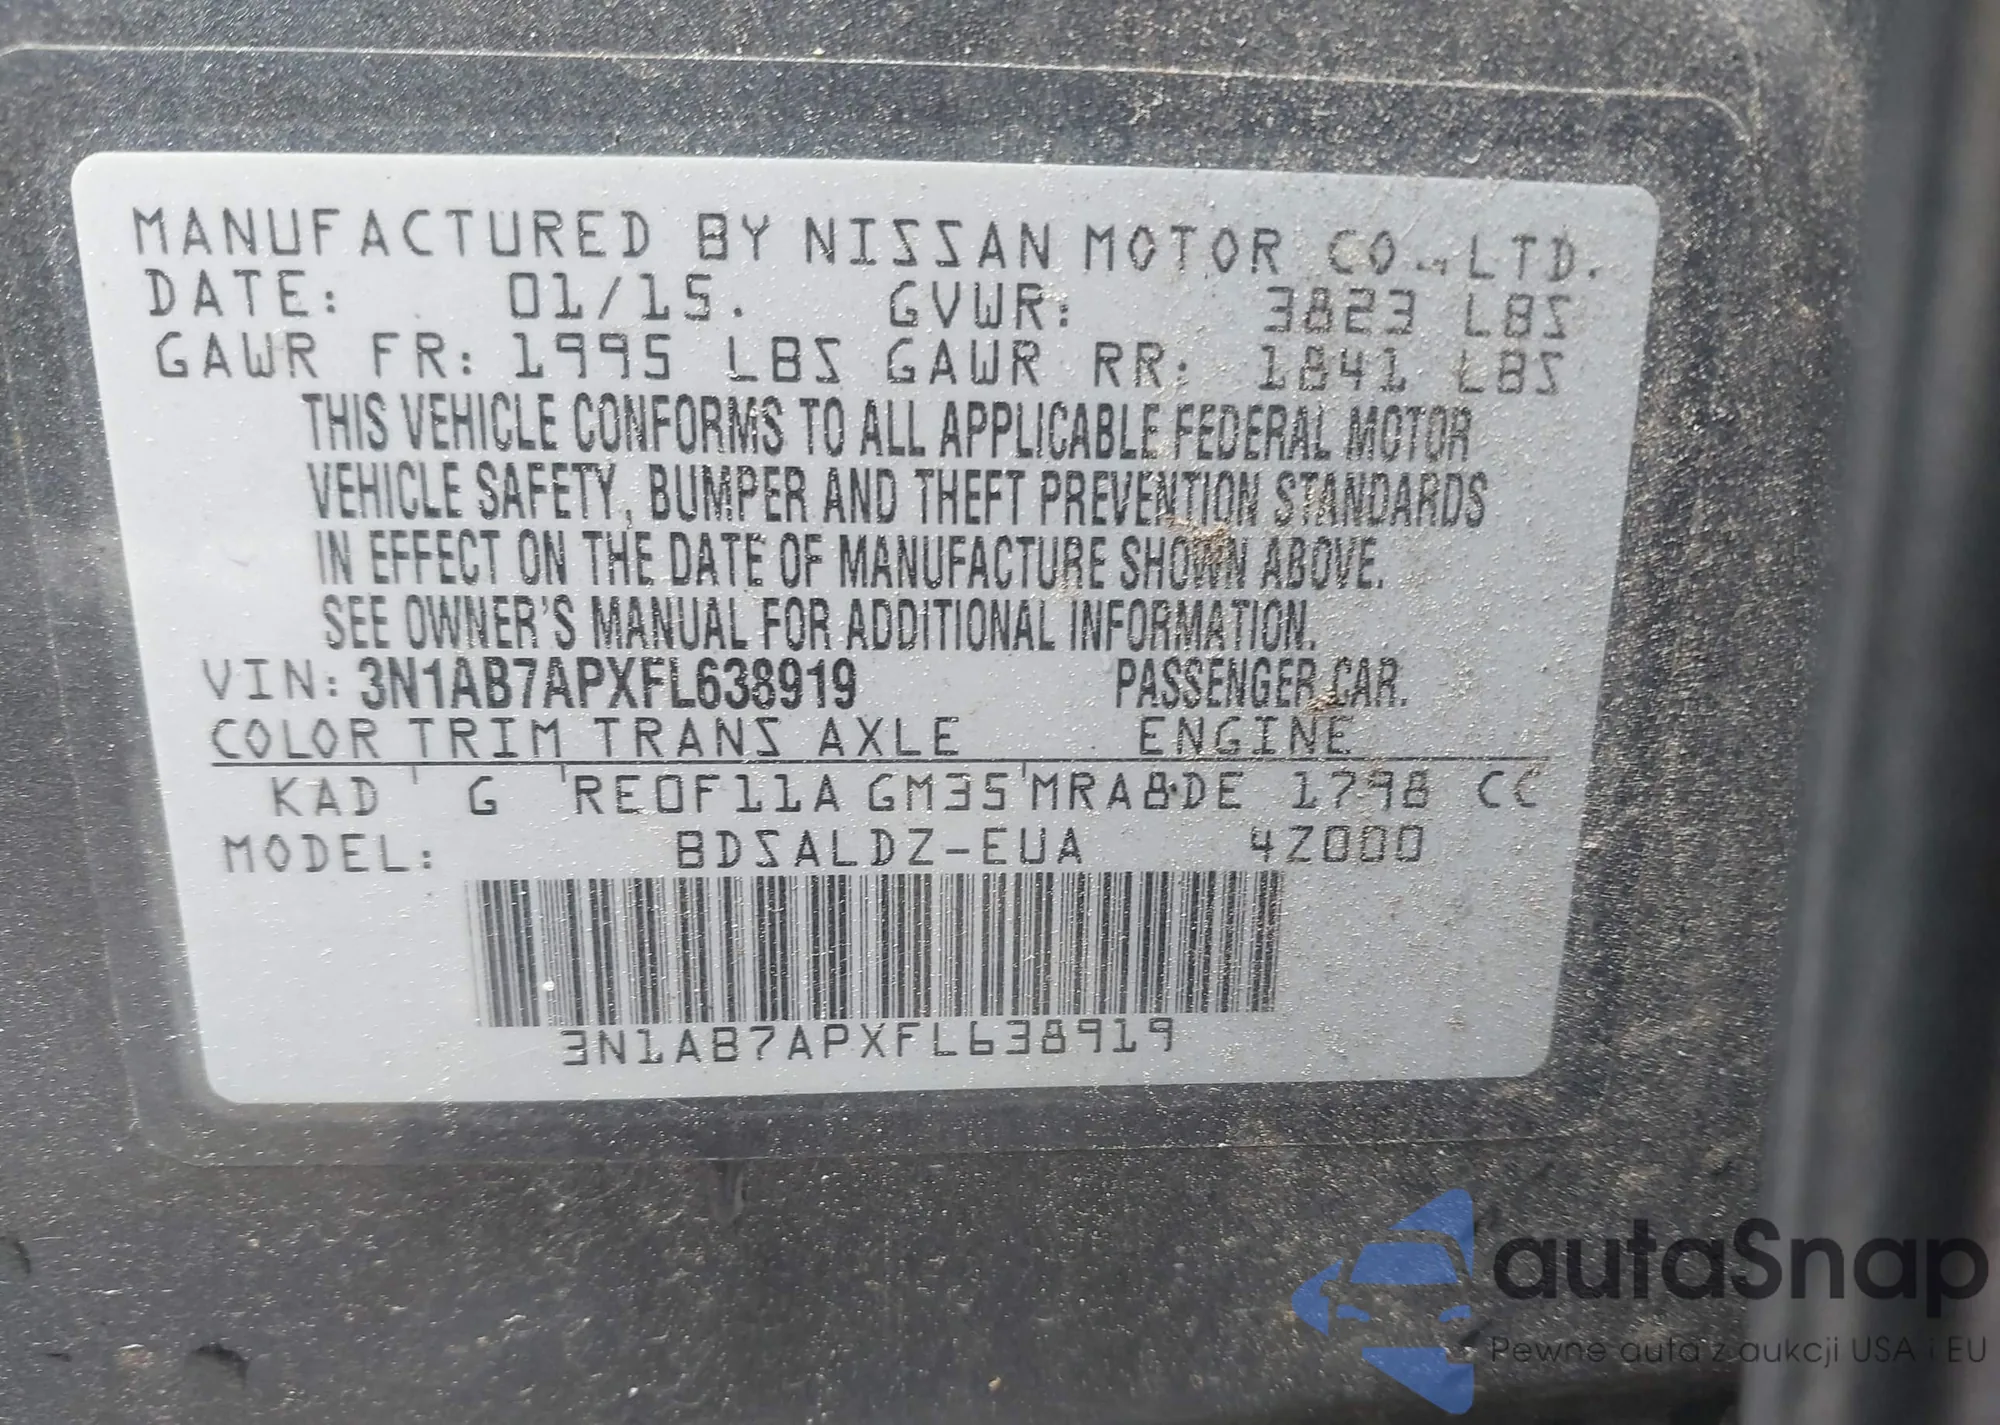 MANUFACTURED BY NISSAN MOTOR CO., LTD.
DATE: 01/15. GVWR: 3823 LBS
GAWR FR: 1995 LBS GAWR RR: 1841 LBS
THIS VEHICLE CONFORMS TO ALL APPLICABLE FEDERAL MOTOR
VEHICLE SAFETY, BUMPER AND THEFT PREVENTION STANDARDS
IN EFFECT ON THE DATE OF MANUFACTURE SHOWN ABOVE.
SEE OWNER'S MANUAL FOR ADDITIONAL INFORMATION.
VIN: 3N1AB7APXFL638919 PASSENGER CAR.
COLOR TRIM TRANS AXLE ENGINE
KAD G RE0F11A GM35 MRA8DE 1798 CC
MODEL: BDSALDZ-EUA 4Z000
3N1AB7APXFL638919
autaSnap
Pewne auta z aukcji USA i EU